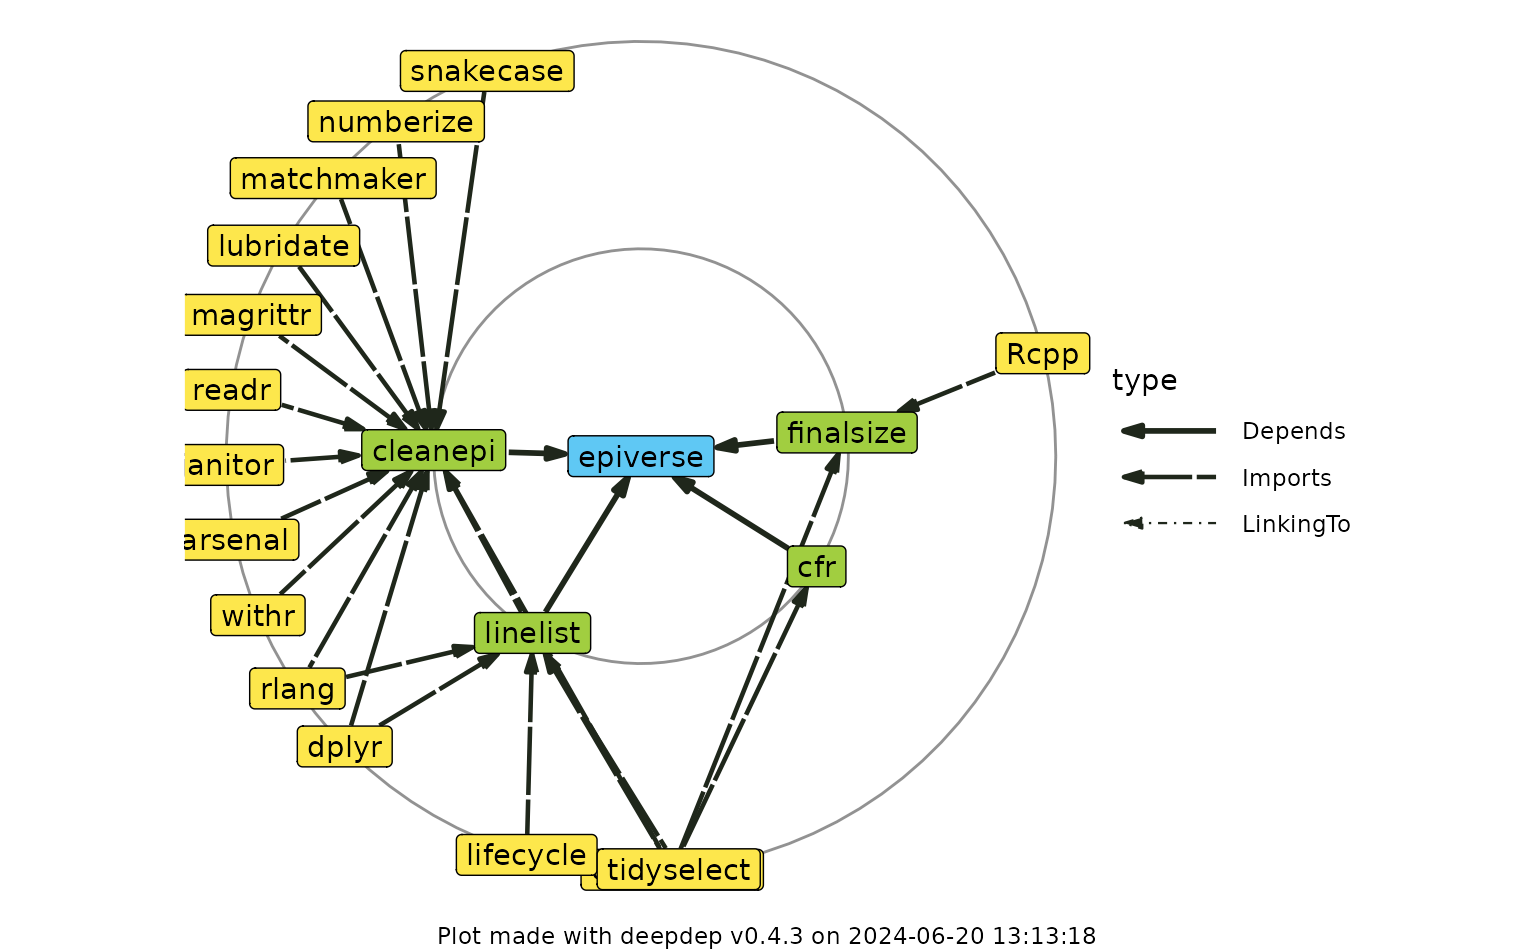 snakecase
numberize
matchmaker
lubridate
magrittr
readr
anitor
arsenal
withr
rlang
dplyr
lifecycle
tidyselect
cleanepi
epiverse
finalsize
cfr
linelist
Rcpp
type
Depends
Imports
LinkingTo
Plot made with deepdep v0.4.3 on 2024-06-20 13:13:18